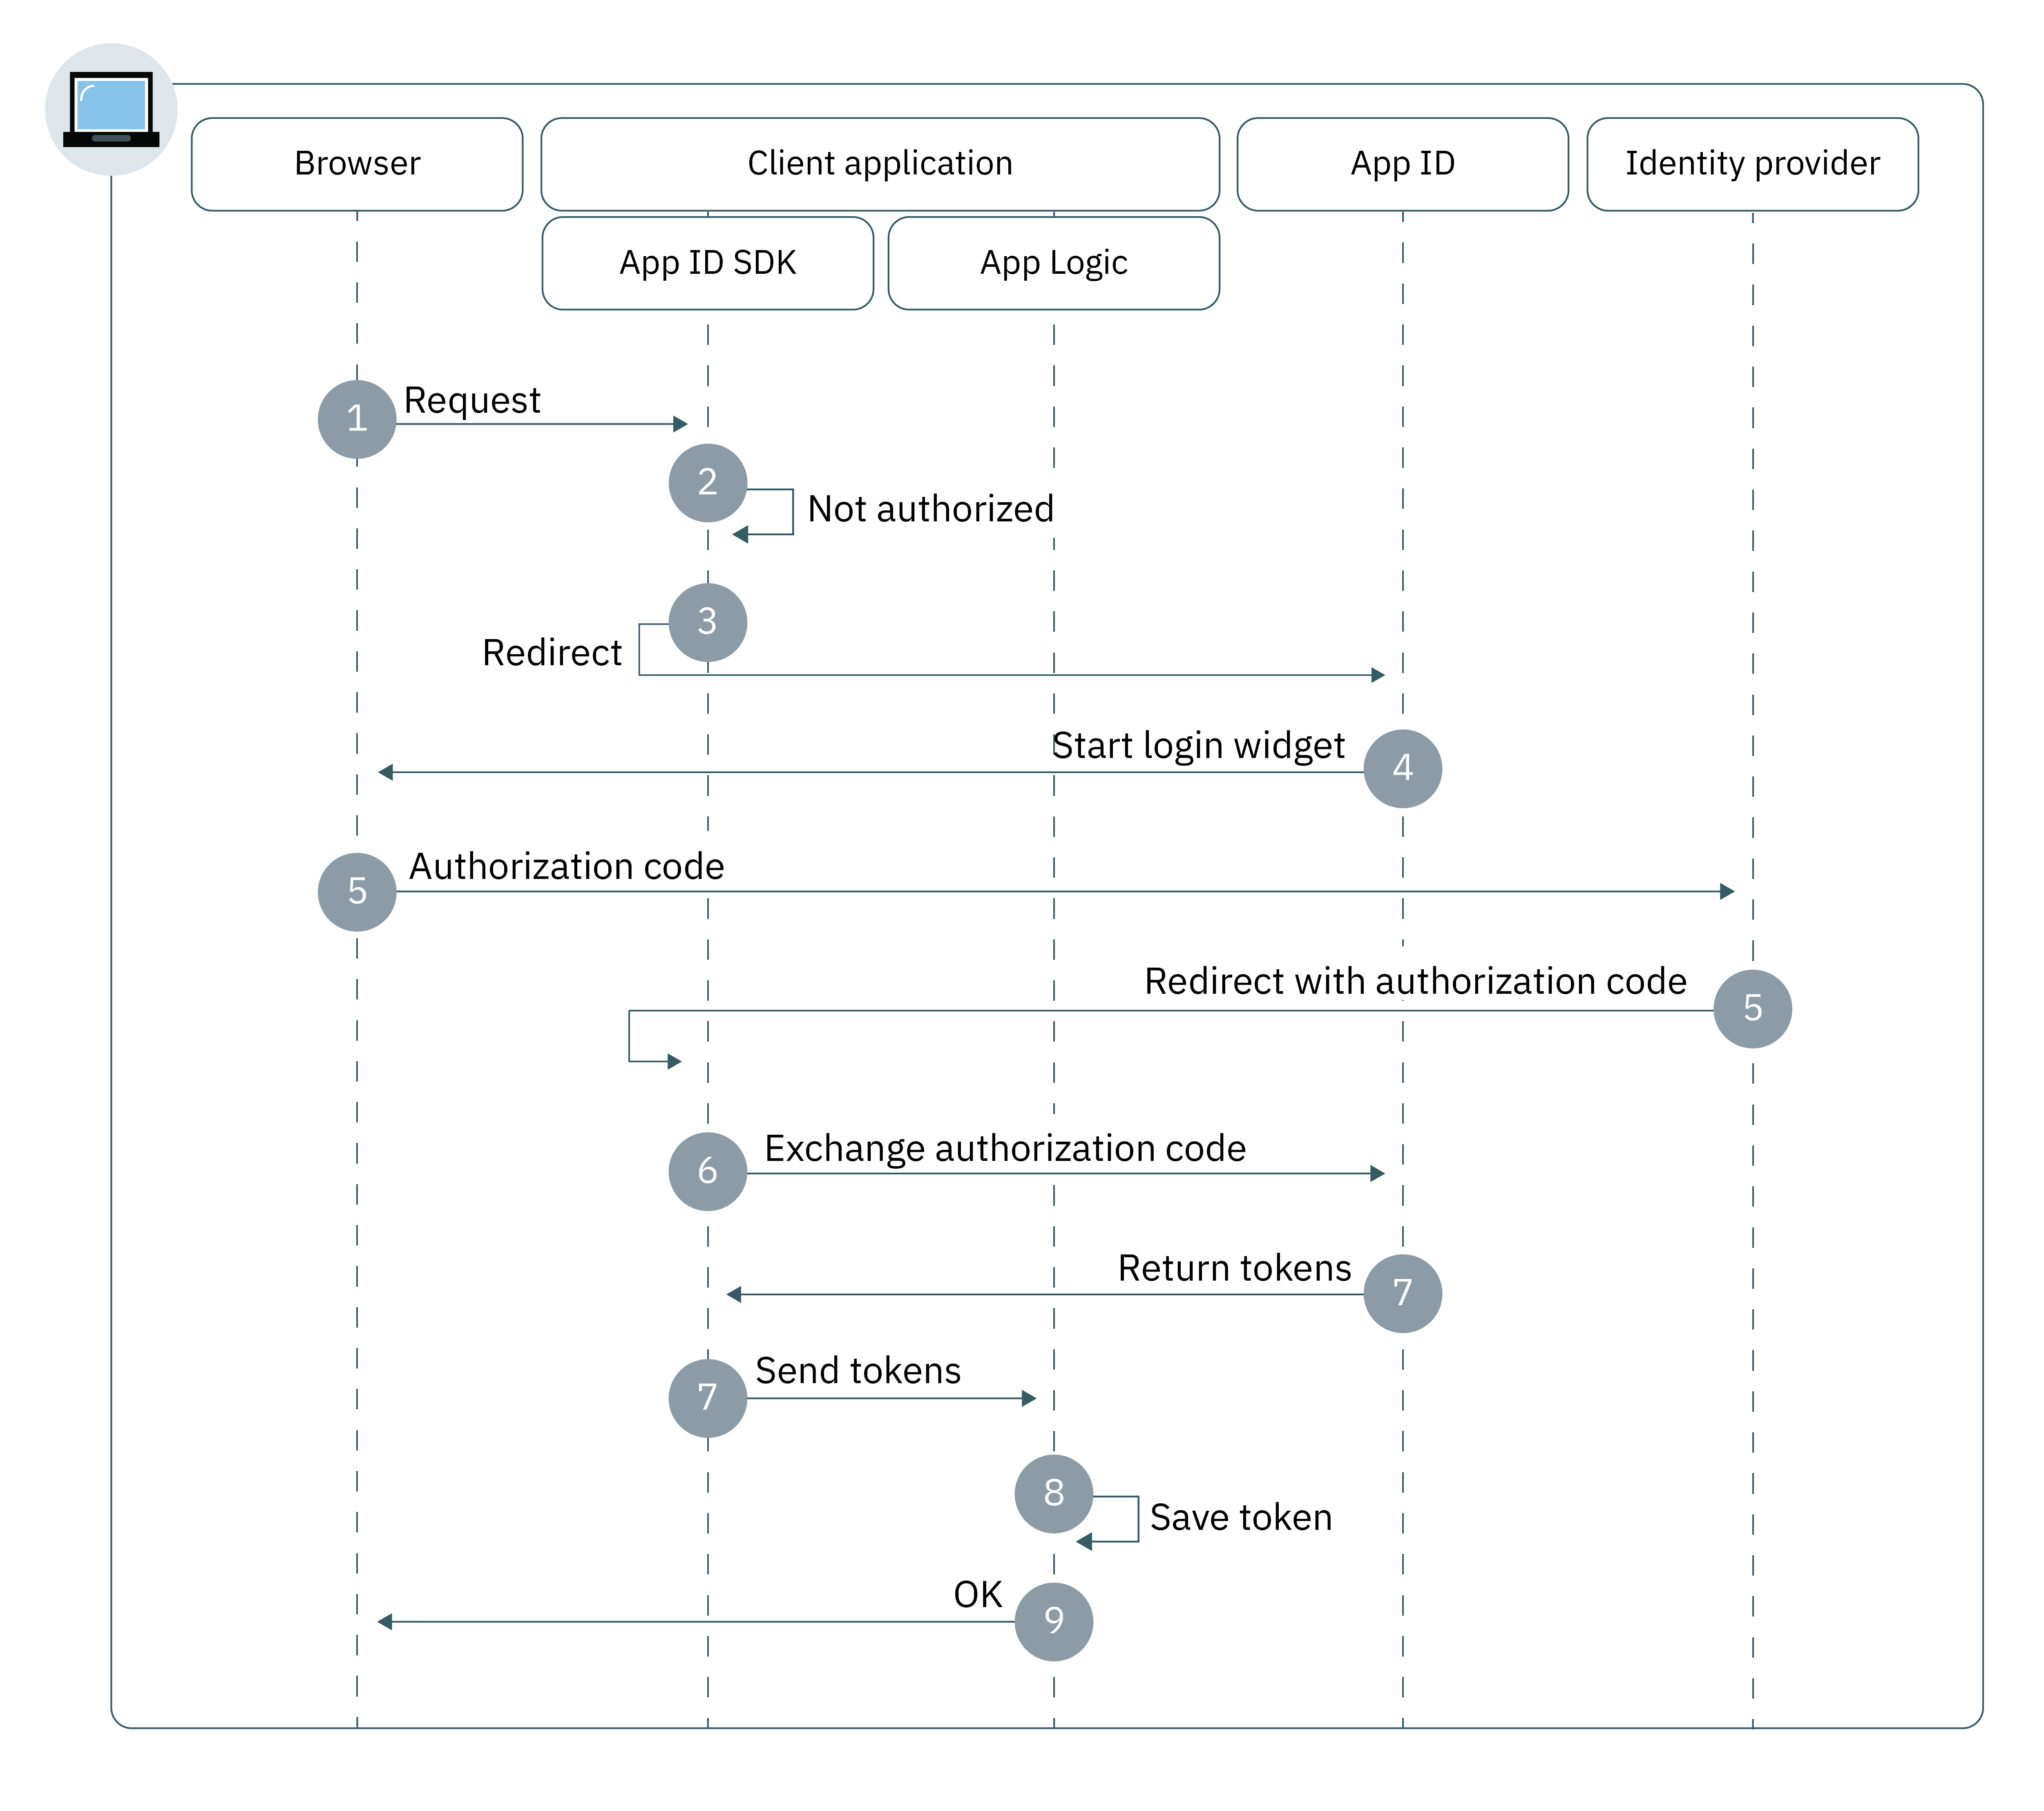 Browser
Client application
App ID
Identity provider
App ID SDK
App Logic
1
Request
2
Not authorized
3
Redirect
Start login widget
4
5
Authorization code
Redirect with authorization code
5
6
Exchange authorization code
Return tokens
7
7
Send tokens
8
Save token
OK
9